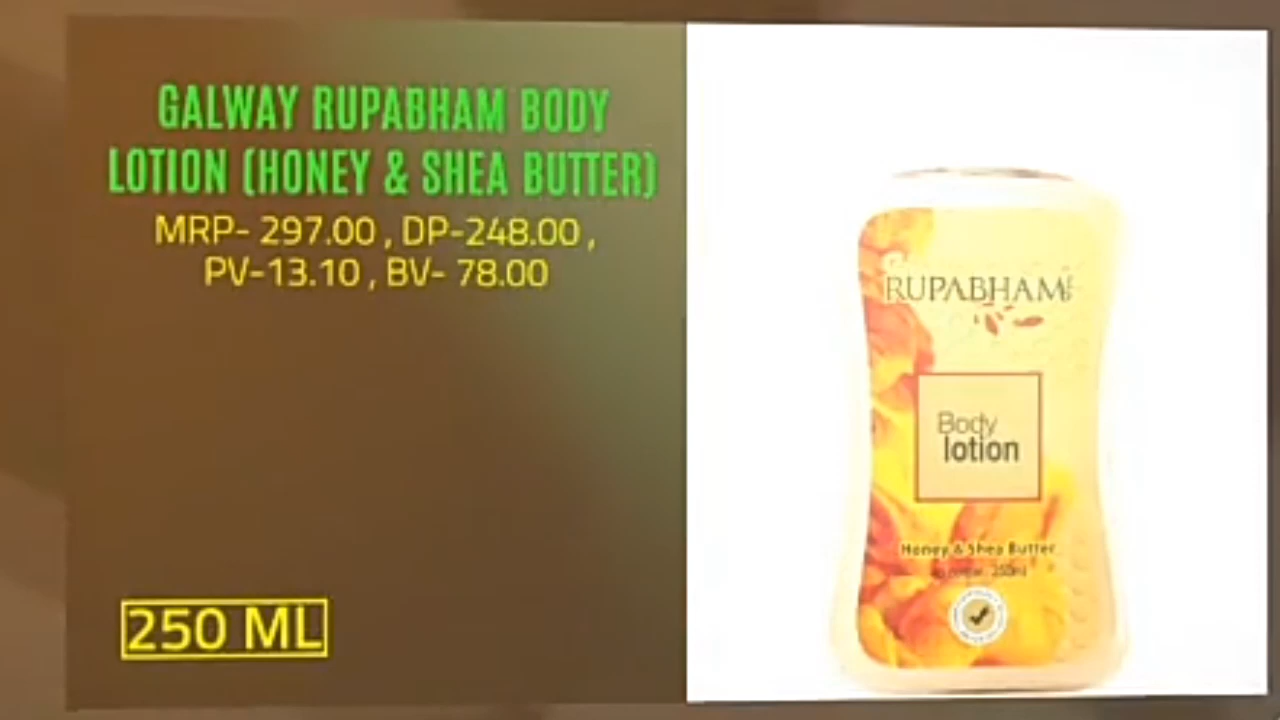 GALWAY RUPABHAM BODY
LOTION (HONEY & SHEA BUTTER)
MRP- 297.00 , DP-248.00 ,
PV-13.10 , BV- 78.00
250 ML
RUPABHAM
Body
lotion
Honey & Shea Butter
250ml